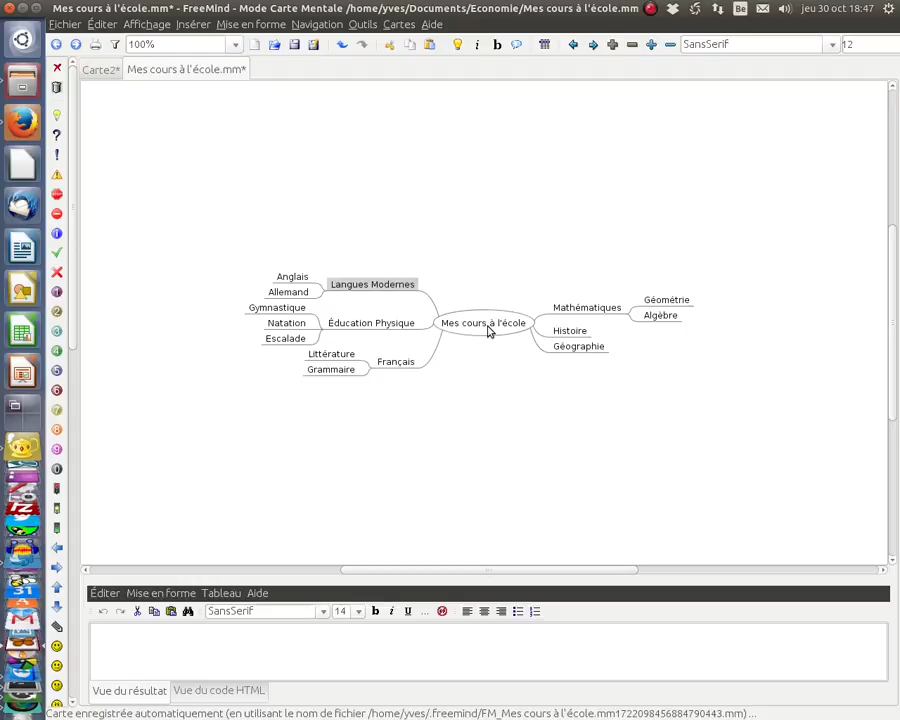 Mes cours à l'école.mm* - FreeMind - Mode Carte Mentale /home/yves/Documents/Economie/Mes cours à l'école.mm
Be
jeu 30 oct 18:47
Fichier Éditer Affichage Insérer Mise en forme Navigation Outils Cartes Aide
100%
SansSerif
12
Carte2*
Mes cours à l'école.mm*
Anglais
Langues Modernes
Allemand
Gymnastique
Natation
Éducation Physique
Escalade
Littérature
Français
Grammaire
Mes cours à l'école
Mathématiques
Géométrie
Algèbre
Histoire
Géographie
Éditer Mise en forme Tableau Aide
SansSerif
14
Vue du résultat
Vue du code HTML
Carte enregistrée automatiquement (en utilisant le nom de fichier /home/yves/.freemind/FM_Mes cours à l'école.mm1722098456884790443.mm) ...